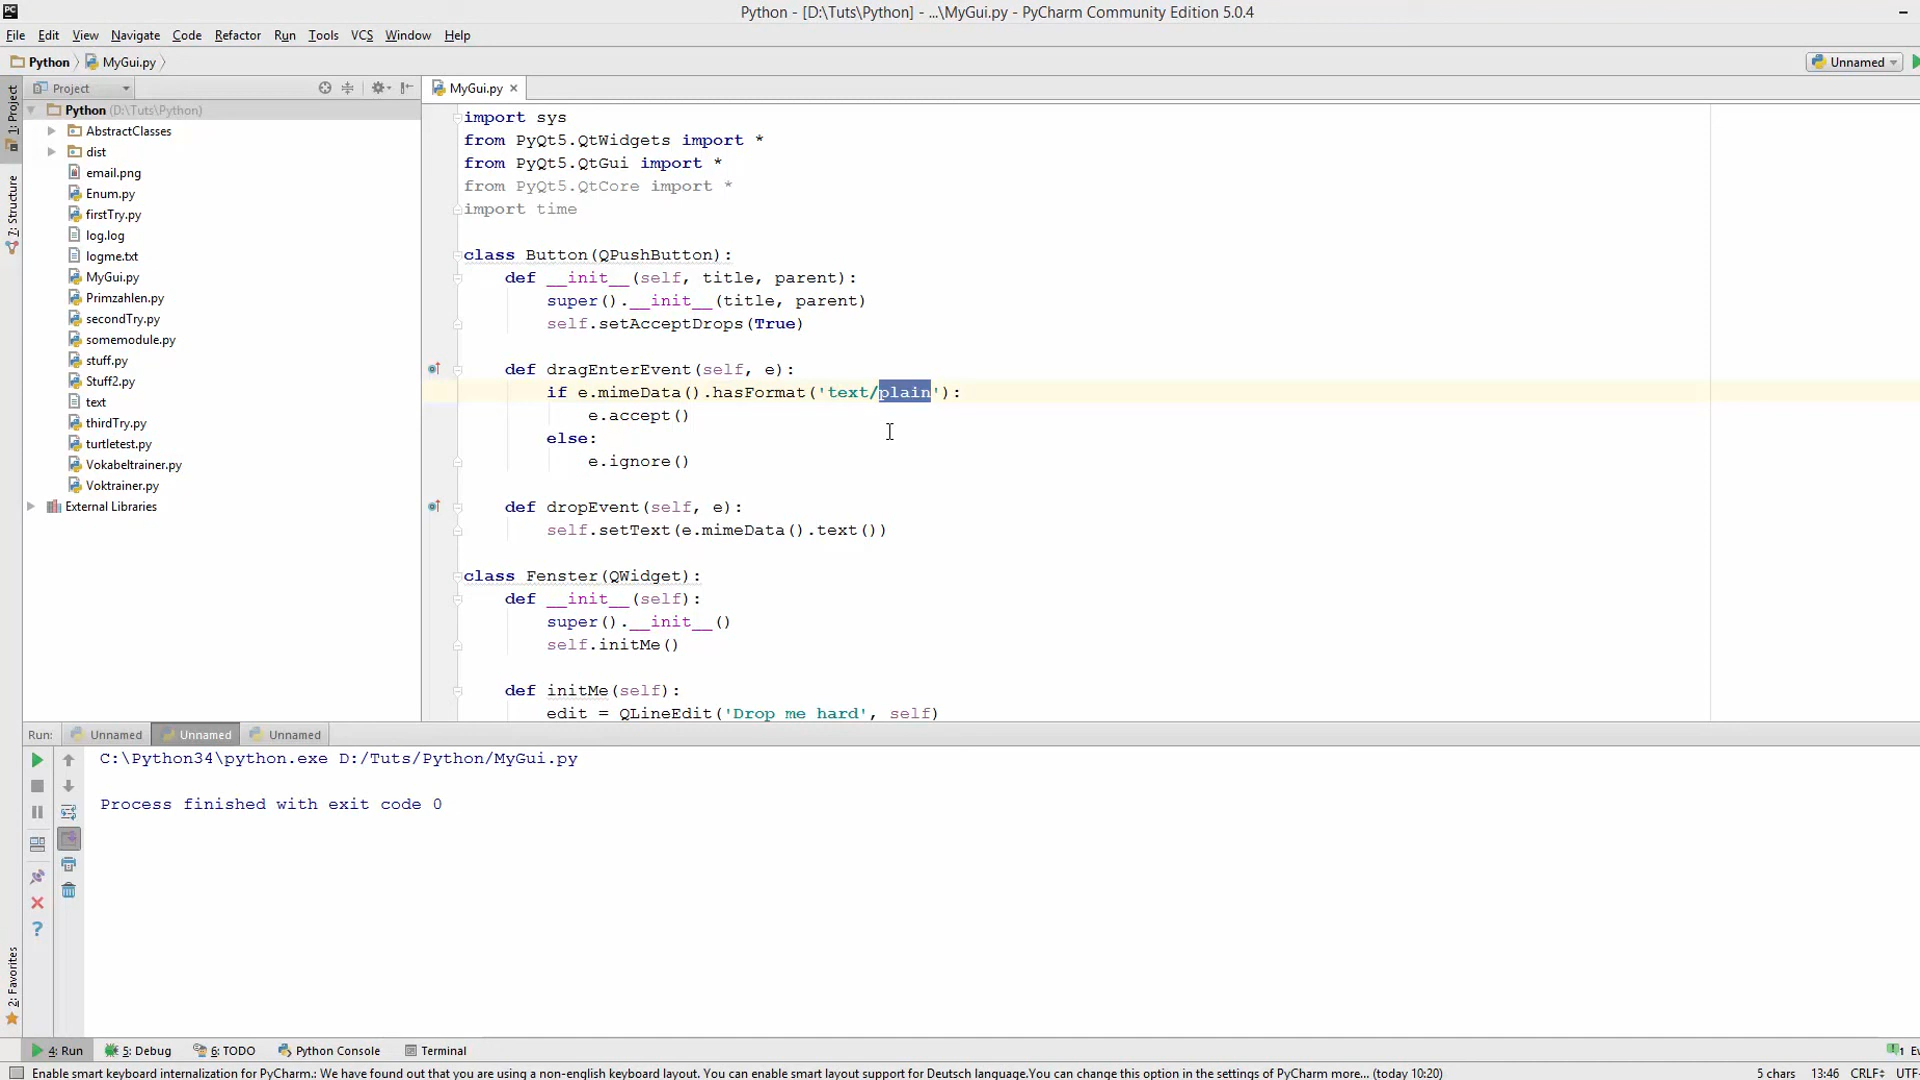 Python - [D:\Tuts\Python] - ...\MyGui.py - PyCharm Community Edition 5.0.4
File Edit View Navigate Code Refactor Run Tools VCS Window Help
Python MyGui.py Unnamed
1: Project
7: Structure
2: Favorites
Project
Python (D:\Tuts\Python)
AbstractClasses
dist
email.png
Enum.py
firstTry.py
log.log
logme.txt
MyGui.py
Primzahlen.py
secondTry.py
somemodule.py
stuff.py
Stuff2.py
text
thirdTry.py
turtletest.py
Vokabeltrainer.py
Voktrainer.py
External Libraries
MyGui.py
import sys
from PyQt5.QtWidgets import *
from PyQt5.QtGui import *
from PyQt5.QtCore import *
import time
class Button(QPushButton):
def __init__(self, title, parent):
super().__init__(title, parent)
self.setAcceptDrops(True)
def dragEnterEvent(self, e):
if e.mimeData().hasFormat('text/plain'):
e.accept()
else:
e.ignore()
def dropEvent(self, e):
self.setText(e.mimeData().text())
class Fenster(QWidget):
def __init__(self):
super().__init__()
self.initMe()
def initMe(self):
edit = QLineEdit('Drop me hard', self)
Run: Unnamed Unnamed Unnamed
C:\Python34\python.exe D:/Tuts/Python/MyGui.py
Process finished with exit code 0
4: Run 5: Debug 6: TODO Python Console Terminal 1 Ev
Enable smart keyboard internalization for PyCharm.: We have found out that you are using a non-english keyboard layout. You can enable smart layout support for Deutsch language.You can change this option in the settings of PyCharm more... (today 10:20) 5 chars 13:46 CRLF UTF-